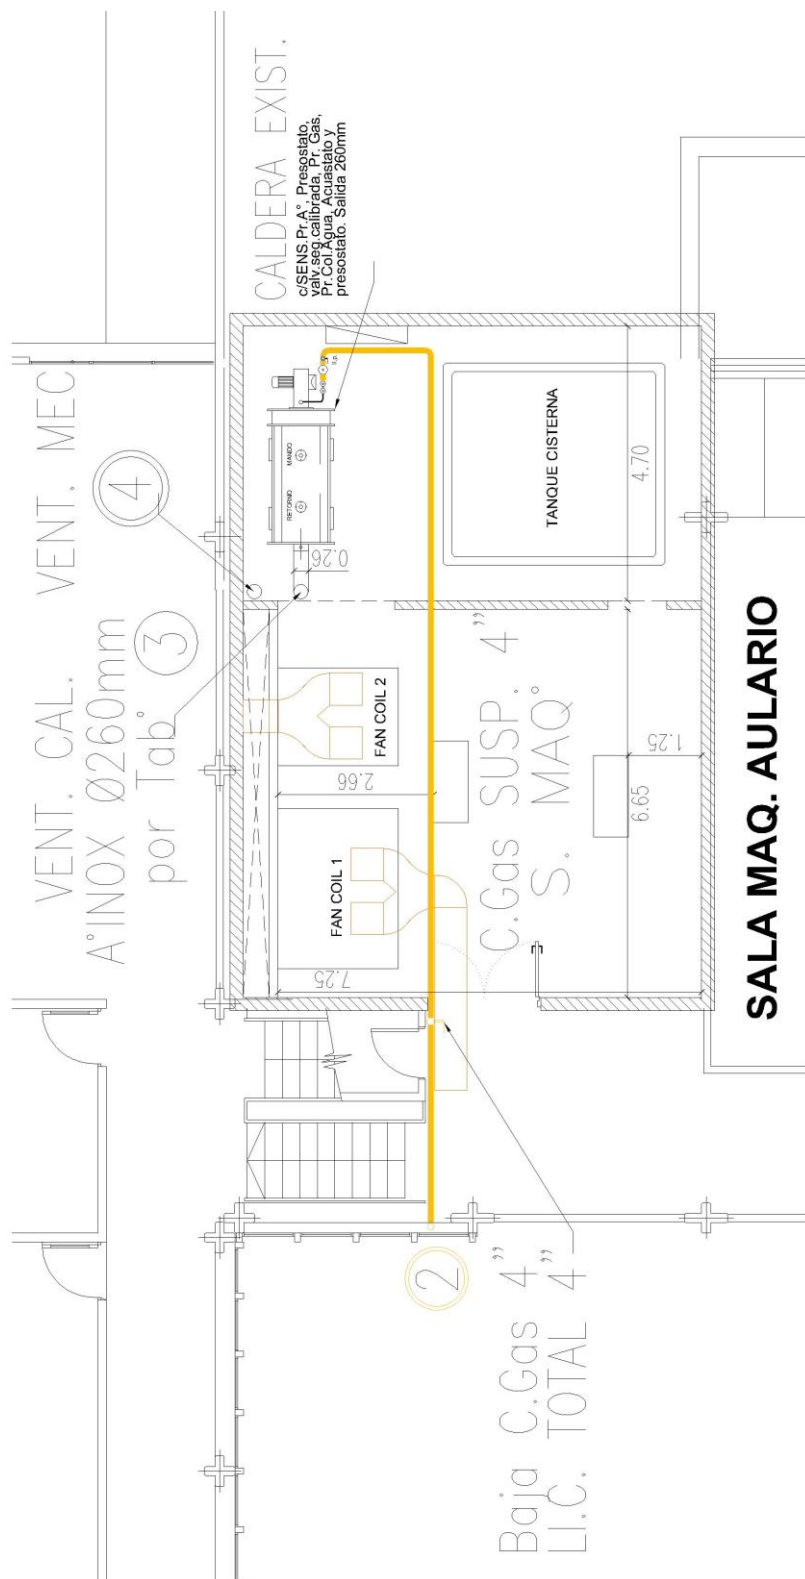 CALDERA EXIST.
c/SENS.Pr.A°, Presostato,
valv.seg.calibrada, Pr. Gas,
Pr.Col.Agua, Acuastato y
presostato. Salida 260mm
VENT. CAL. VENT. MEC
A°INOX Ø260mm
por Tab°
3
4
RETORNO
MANDO
ll.p.
0.26
TANQUE CISTERNA
4.70
FAN COIL 1
FAN COIL 2
2.66
7.25
6.65
1.25
C.Gas SUSP. 4"
S. MAQ°
2
Baja C.Gas 4"
Ll.C. TOTAL 4"
SALA MAQ. AULARIO